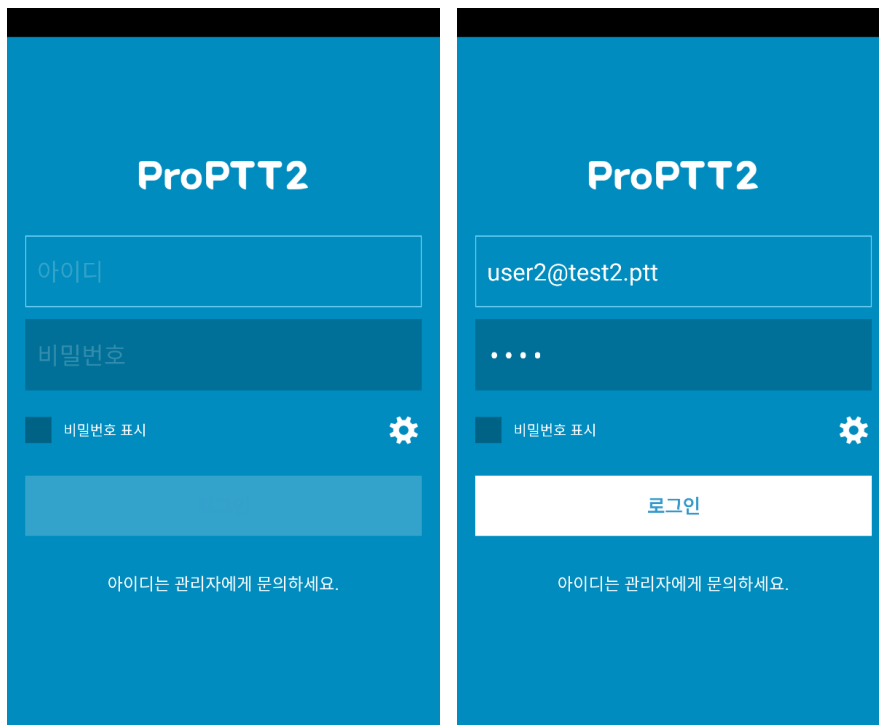 ProPTT2
아이디
비밀번호
비밀번호 표시
아이디는 관리자에게 문의하세요.
ProPTT2
user2@test2.ptt
••••
비밀번호 표시
로그인
아이디는 관리자에게 문의하세요.